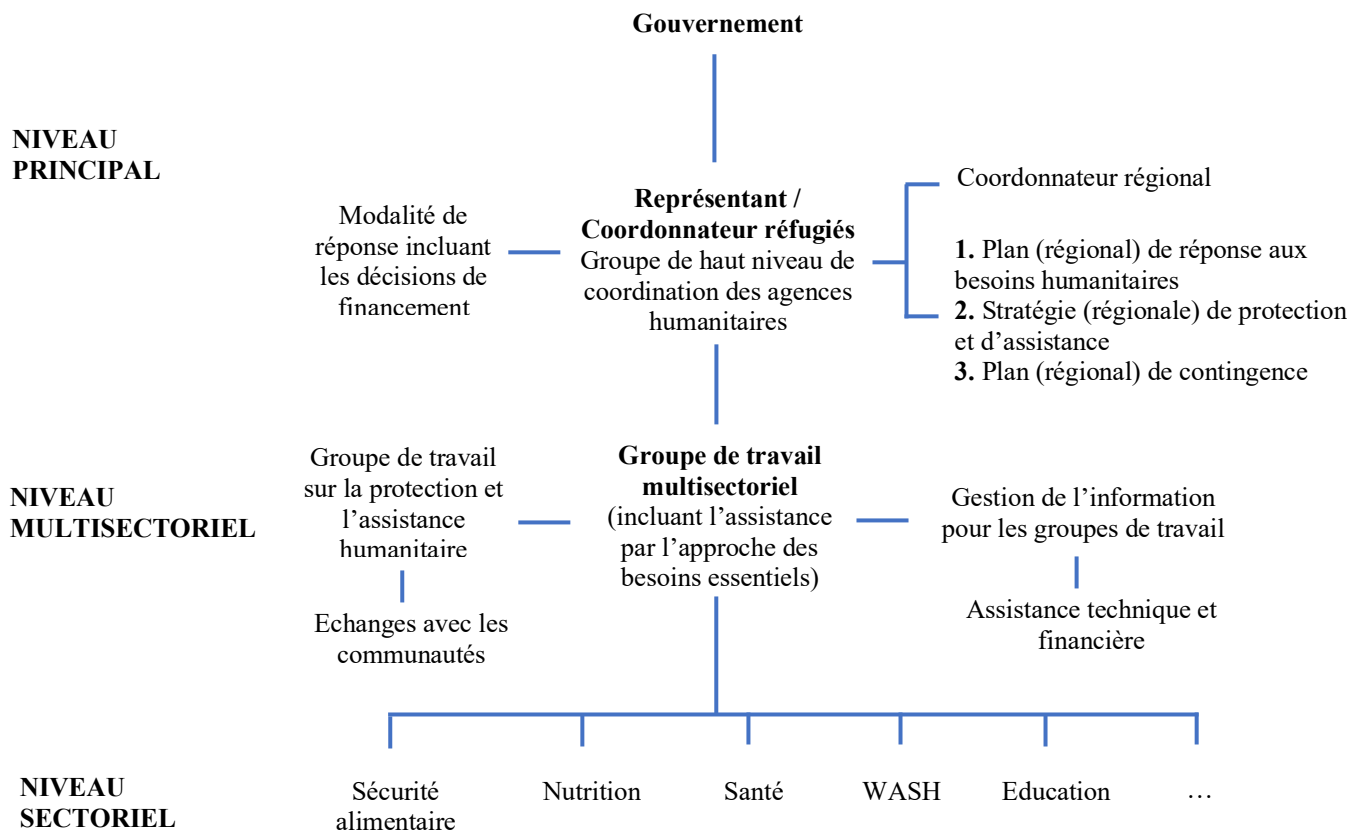 Gouvernement
NIVEAU
PRINCIPAL
Modalité de
réponse incluant
les décisions de
financement
Représentant /
Coordonnateur réfugiés
Groupe de haut niveau de
coordination des agences
humanitaires
Coordonnateur régional
1. Plan (régional) de réponse aux
besoins humanitaires
2. Stratégie (régionale) de protection
et d’assistance
3. Plan (régional) de contingence
NIVEAU
MULTISECTORIEL
Groupe de travail
sur la protection et
l’assistance
humanitaire
Echanges avec les
communautés
Groupe de travail
multisectoriel
(incluant l’assistance
par l’approche des
besoins essentiels)
Gestion de l’information
pour les groupes de travail
Assistance technique et
financière
NIVEAU
SECTORIEL
Sécurité
alimentaire
Nutrition
Santé
WASH
Education
…